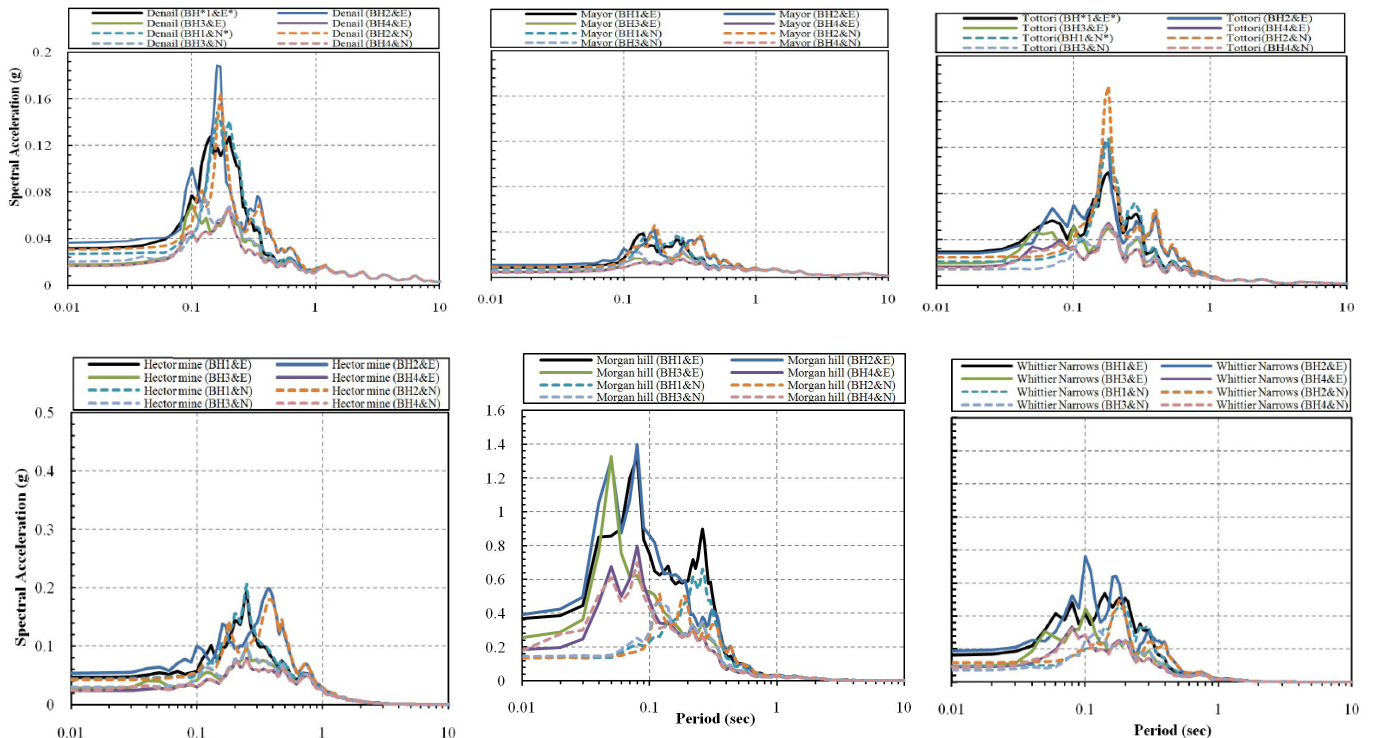 Denail (BH*1&E*) Denail (BH2&E)
Denail (BH3&E) Denail (BH4&E)
Denail (BH1&N*) Denail (BH2&N)
Denail (BH3&N) Denail (BH4&N)
0.2
0.16
0.12
0.08
0.04
0
Spectral Acceleration (g)
0.01 0.1 1 10
Mayor (BH1&E) Mayor (BH2&E)
Mayor (BH3&E) Mayor (BH4&E)
Mayor (BH1&N) Mayor (BH2&N)
Mayor (BH3&N) Mayor (BH4&N)
0.01 0.1 1 10
Tottori (BH*1&E*) Tottori (BH2&E)
Tottori (BH3&E) Tottori (BH4&E)
Tottori(BH1&N*) Tottori(BH2&N)
Tottori (BH3&N) Tottori (BH4&N)
0.01 0.1 1 10
Hector mine (BH1&E) Hector mine (BH2&E)
Hector mine (BH3&E) Hector mine (BH4&E)
Hector mine (BH1&N) Hector mine (BH2&N)
Hector mine (BH3&N) Hector mine (BH4&N)
0.5
0.4
0.3
0.2
0.1
0
Spectral Acceleration (g)
0.01 0.1 1 10
Morgan hill (BH1&E) Morgan hill (BH2&E)
Morgan hill (BH3&E) Morgan hill (BH4&E)
Morgan hill (BH1&N) Morgan hill (BH2&N)
Morgan hill (BH3&N) Morgan hill (BH4&N)
1.6
1.4
1.2
1
0.8
0.6
0.4
0.2
0
0.01 0.1 1 10
Period (sec)
Whittier Narrows (BH1&E) Whittier Narrows (BH2&E)
Whittier Narrows (BH3&E) Whittier Narrows (BH4&E)
Whittier Narrows (BH1&N) Whittier Narrows (BH2&N)
Whittier Narrows (BH3&N) Whittier Narrows (BH4&N)
0.01 0.1 1 10
Period (sec)